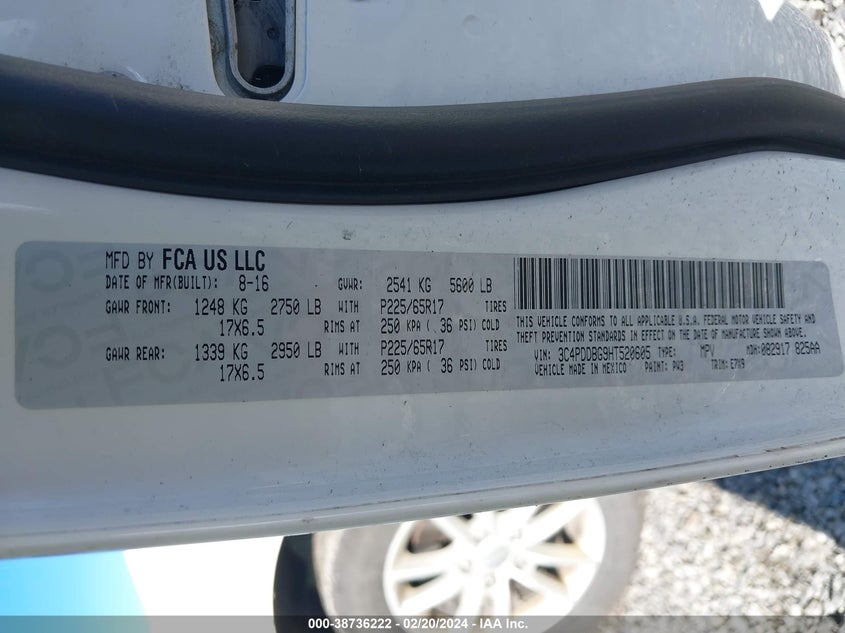 MFD BY FCA US LLC
DATE OF MFR(BUILT): 8-16 GVWR: 2541 KG 5600 LB
GAWR FRONT: 1248 KG 2750 LB WITH P225/65R17 TIRES
17X6.5 RIMS AT 250 KPA ( 36 PSI) COLD
GAWR REAR: 1339 KG 2950 LB WITH P225/65R17 TIRES
17X6.5 RIMS AT 250 KPA ( 36 PSI) COLD
THIS VEHICLE CONFORMS TO ALL APPLICABLE U.S.A. FEDERAL MOTOR VEHICLE SAFETY AND
THEFT PREVENTION STANDARDS IN EFFECT ON THE DATE OF MANUFACTURE SHOWN ABOVE.
VIN: 3C4PDDBG9HT520605 TYPE: MPV MDH: 082917 825AA
VEHICLE MADE IN MEXICO PAINT: PW3 TRIM: E7X9
000-38736222 - 02/20/2024 - IAA Inc.